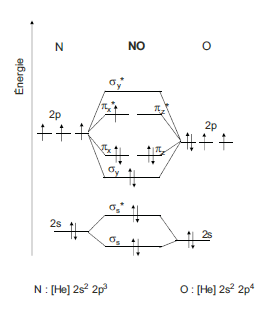 N NO O
Énergie
σy*
πx* πz*
2p 2p
πx πz
σy
σs*
2s 2s
σs
N : [He] 2s² 2p³ O : [He] 2s² 2p⁴